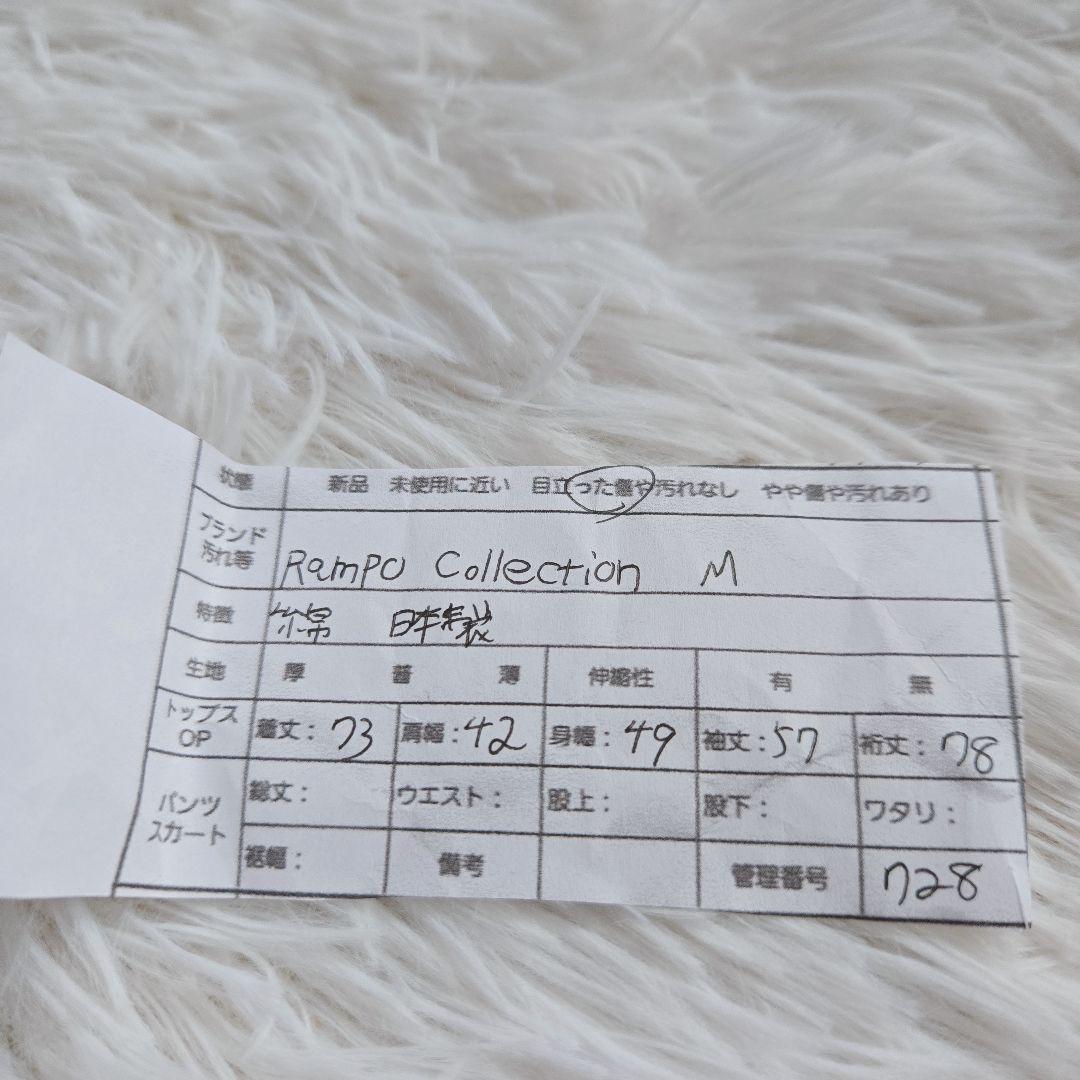 状態 新品 未使用に近い 目立った傷や汚れなし やや傷や汚れあり
ブランド
汚れ等 Rampo Collection M
特徴 綿 日本製
生地 厚 普 薄 伸縮性 有 無
トップス
OP 着丈: 73 肩幅: 42 身幅: 49 袖丈: 57 裄丈: 78
パンツ
スカート 総丈: ウエスト: 股上: 股下: ワタリ:
裾幅: 備考 管理番号 728